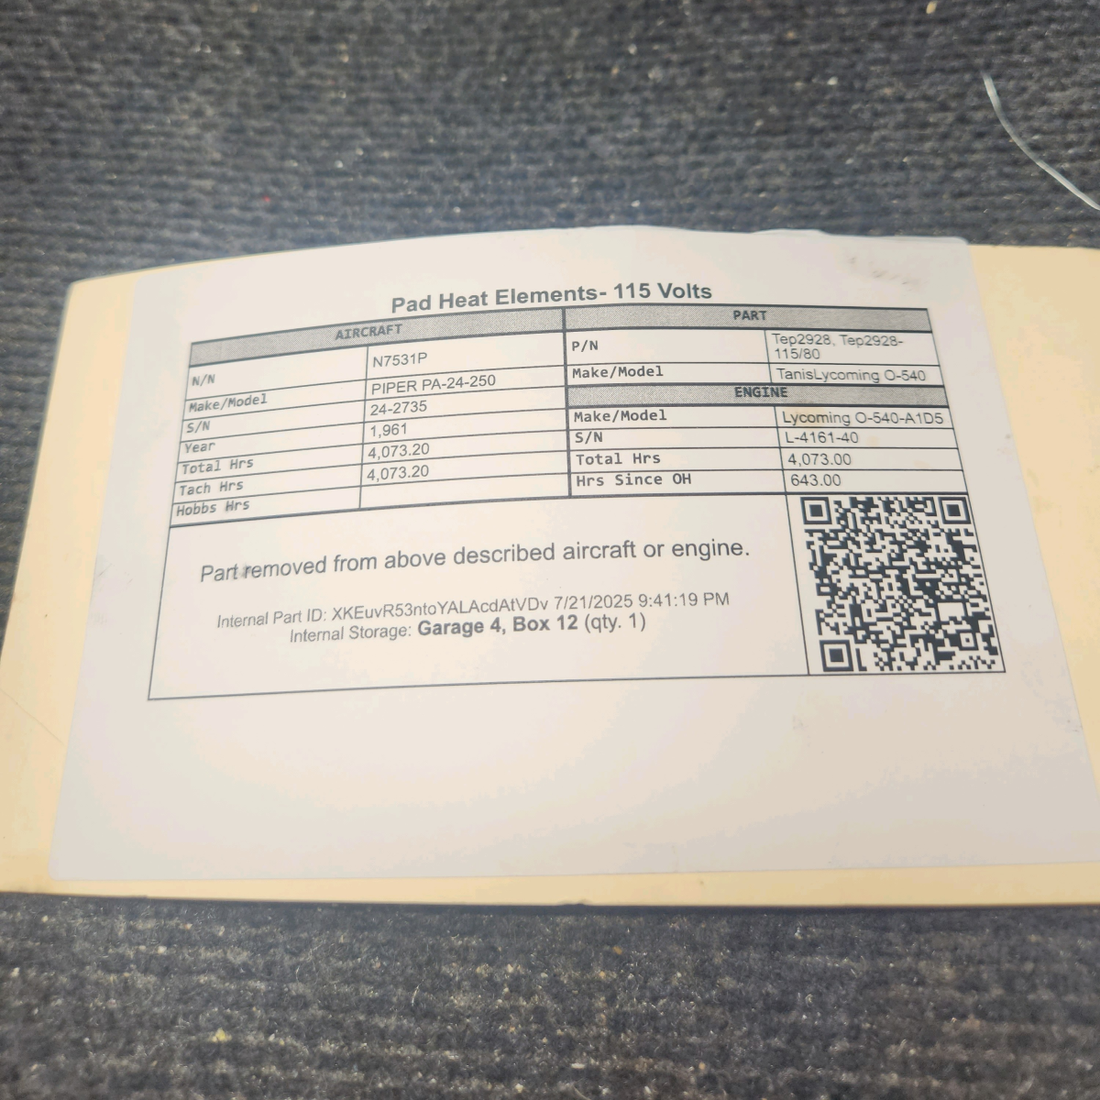 Pad Heat Elements- 115 Volts
AIRCRAFT
N/N N7531P
Make/Model PIPER PA-24-250
S/N 24-2735
Year 1,961
Total Hrs 4,073.20
Tach Hrs 4,073.20
Hobbs Hrs
PART
P/N Tep2928, Tep2928-
115/80
Make/Model TanisLycoming O-540
ENGINE
Make/Model Lycoming O-540-A1D5
S/N L-4161-40
Total Hrs 4,073.00
Hrs Since OH 643.00
Part removed from above described aircraft or engine.
Internal Part ID: XKEuvR53ntoYALAcdAtVDv 7/21/2025 9:41:19 PM
Internal Storage: Garage 4, Box 12 (qty. 1)